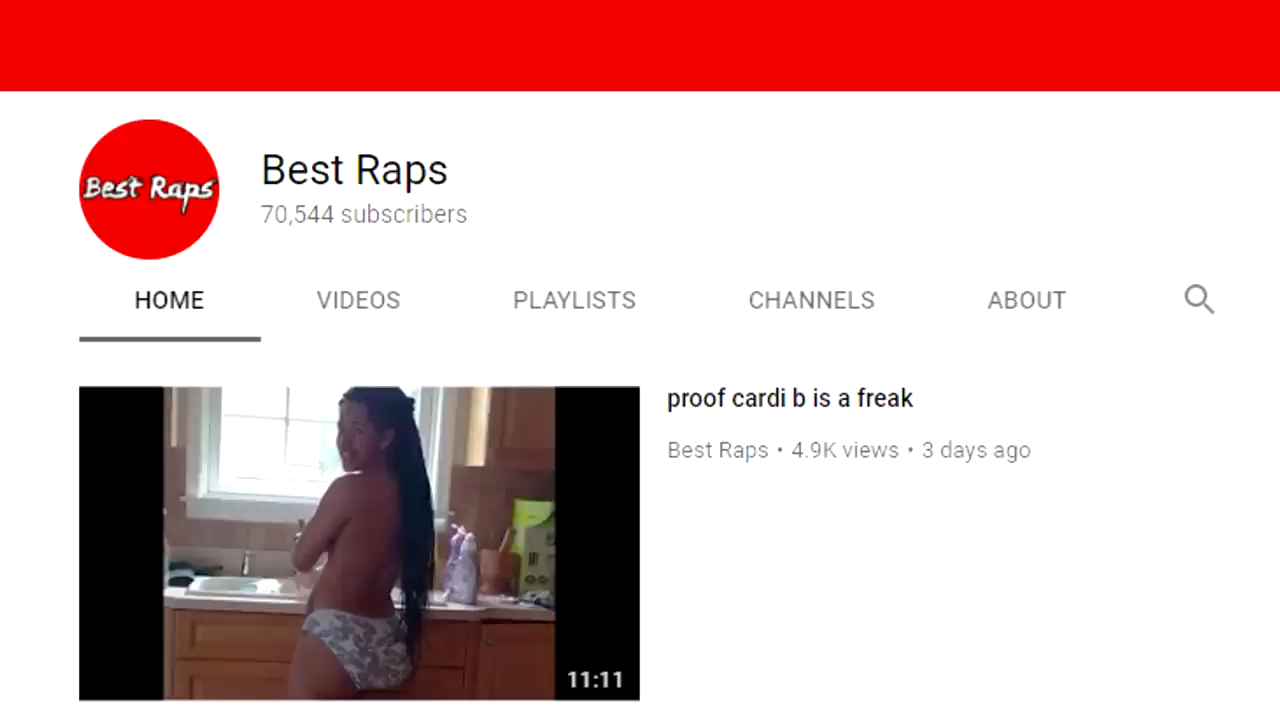 Best Raps
Best Raps
70,544 subscribers
HOME VIDEOS PLAYLISTS CHANNELS ABOUT
proof cardi b is a freak
Best Raps • 4.9K views • 3 days ago
11:11